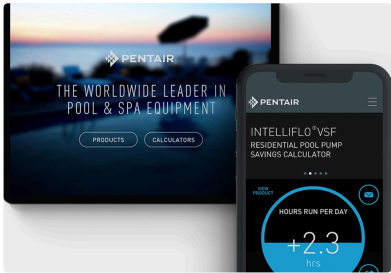 PENTAIR
THE WORLDWIDE LEADER IN
POOL & SPA EQUIPMENT
PRODUCTS
CALCULATORS
PENTAIR
INTELLIFLO®VSF
RESIDENTIAL POOL PUMP
SAVINGS CALCULATOR
VIEW
PRODUCT
HOURS RUN PER DAY
+2.3
hrs